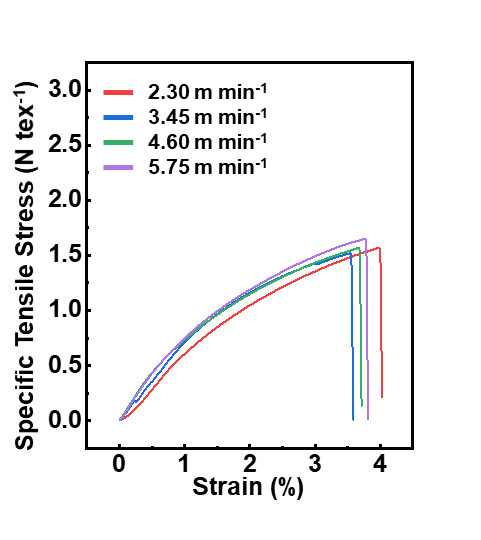 Specific Tensile Stress (N tex⁻¹)
3.0
2.5
2.0
1.5
1.0
0.5
0.0
2.30 m min⁻¹
3.45 m min⁻¹
4.60 m min⁻¹
5.75 m min⁻¹
0 1 2 3 4
Strain (%)